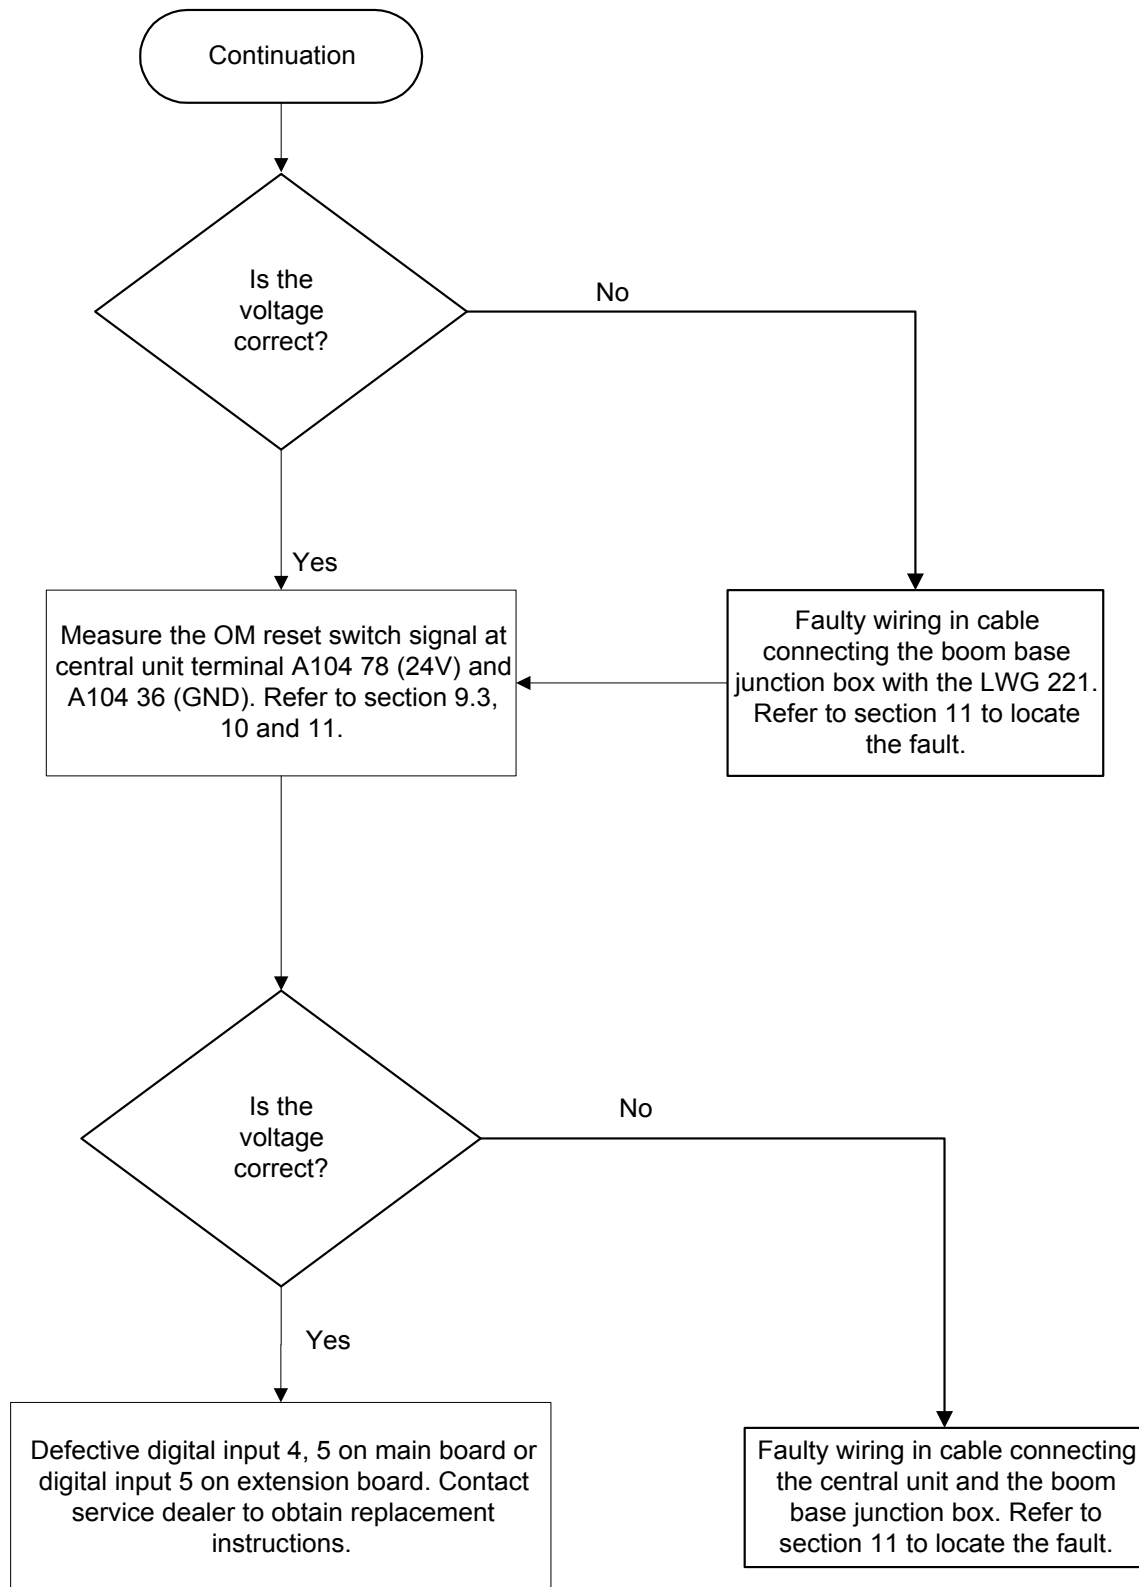 Continuation
Is the
voltage
correct?
No
Yes
Measure the OM reset switch signal at
central unit terminal A104 78 (24V) and
A104 36 (GND). Refer to section 9.3,
10 and 11.
Faulty wiring in cable
connecting the boom base
junction box with the LWG 221.
Refer to section 11 to locate
the fault.
Is the
voltage
correct?
No
Yes
Defective digital input 4, 5 on main board or
digital input 5 on extension board. Contact
service dealer to obtain replacement
instructions.
Faulty wiring in cable connecting
the central unit and the boom
base junction box. Refer to
section 11 to locate the fault.